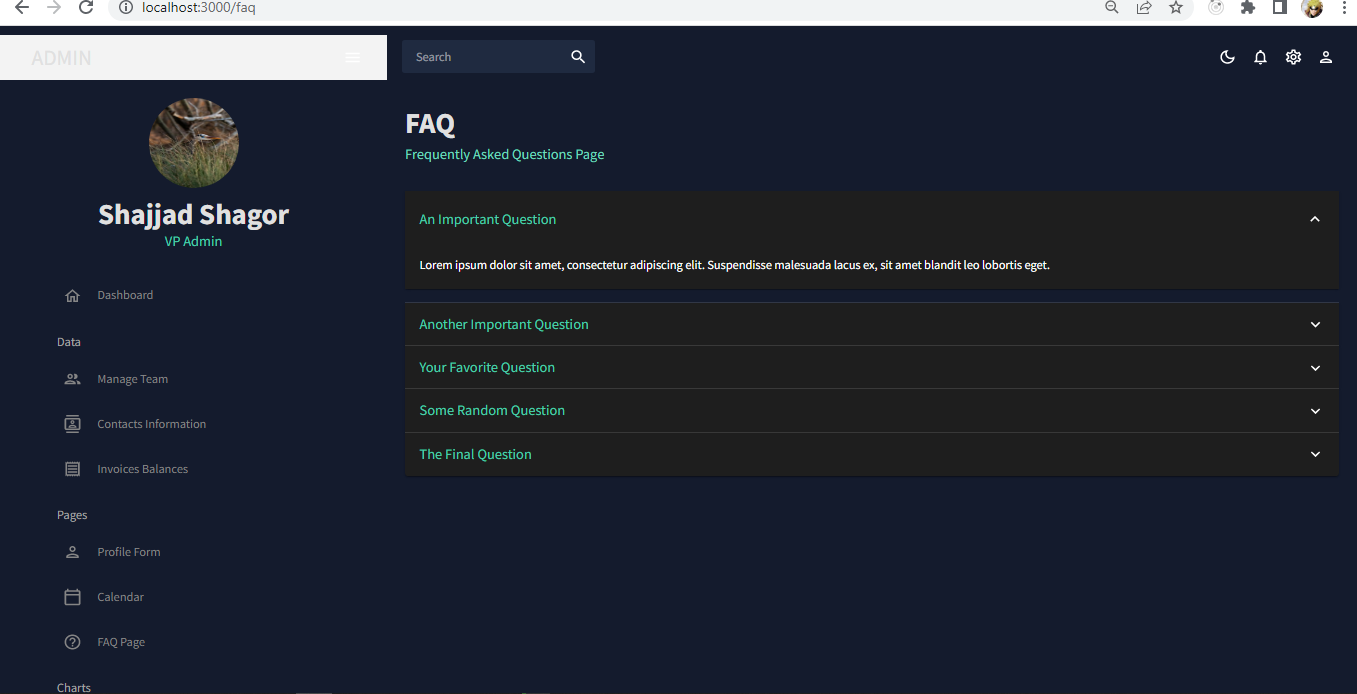 localhost:3000/faq
ADMIN
Search
Shajjad Shagor
VP Admin
Dashboard
Data
Manage Team
Contacts Information
Invoices Balances
Pages
Profile Form
Calendar
FAQ Page
Charts
FAQ
Frequently Asked Questions Page
An Important Question
Lorem ipsum dolor sit amet, consectetur adipiscing elit. Suspendisse malesuada lacus ex, sit amet blandit leo lobortis eget.
Another Important Question
Your Favorite Question
Some Random Question
The Final Question